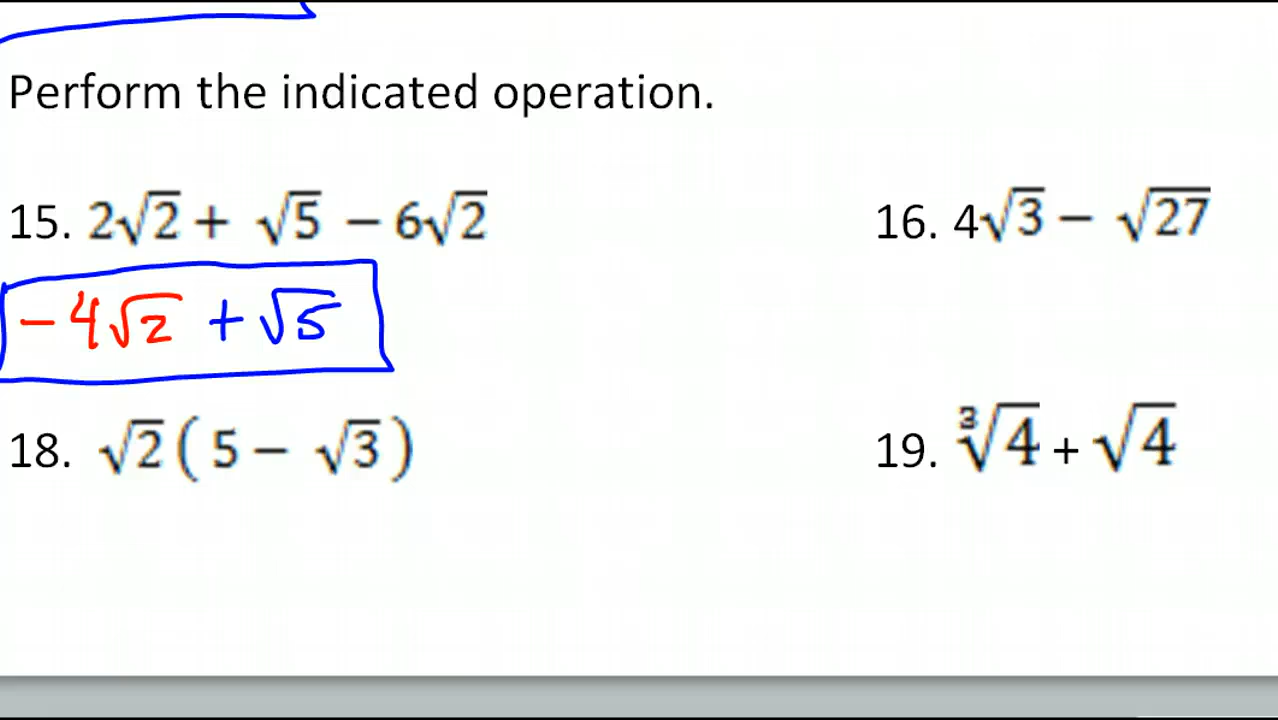 Perform the indicated operation.
15. 2√2 + √5 − 6√2
16. 4√3 − √27
−4√2 + √5
18. √2 ( 5 − √3 )
19. ∛4 + √4